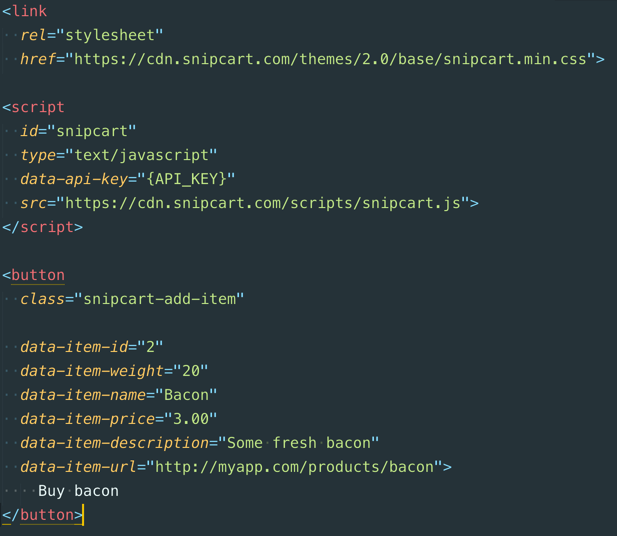 <link
  rel="stylesheet"
  href="https://cdn.snipcart.com/themes/2.0/base/snipcart.min.css">

<script
  id="snipcart"
  type="text/javascript"
  data-api-key="{API_KEY}"
  src="https://cdn.snipcart.com/scripts/snipcart.js">
</script>

<button
  class="snipcart-add-item"

  data-item-id="2"
  data-item-weight="20"
  data-item-name="Bacon"
  data-item-price="3.00"
  data-item-description="Some fresh bacon"
  data-item-url="http://myapp.com/products/bacon">
    Buy bacon
</button>